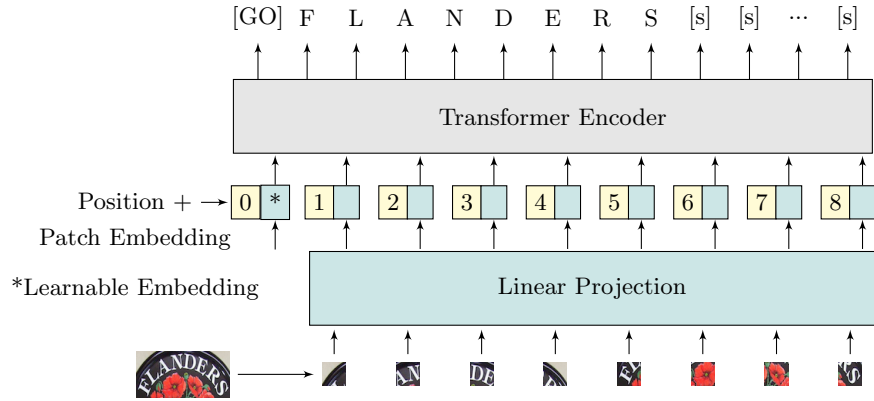 [GO] F L A N D E R S [s] [s] ... [s]
Transformer Encoder
Position + 0 * 1 2 3 4 5 6 7 8
Patch Embedding
*Learnable Embedding
Linear Projection
FLANDERS